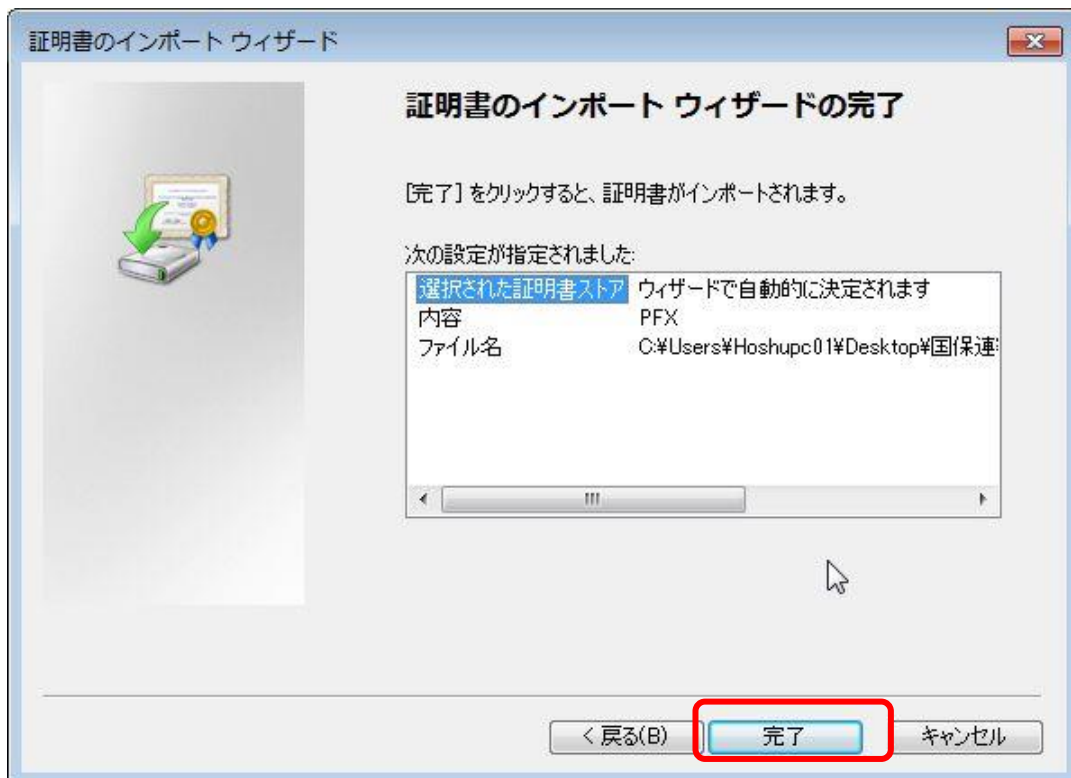 証明書のインポート ウィザード
証明書のインポート ウィザードの完了
[完了] をクリックすると、証明書がインポートされます。
次の設定が指定されました:
選択された証明書ストア ウィザードで自動的に決定されます
内容 PFX
ファイル名 C:¥Users¥Hoshupc01¥Desktop¥国保連
< 戻る(B) 完了 キャンセル